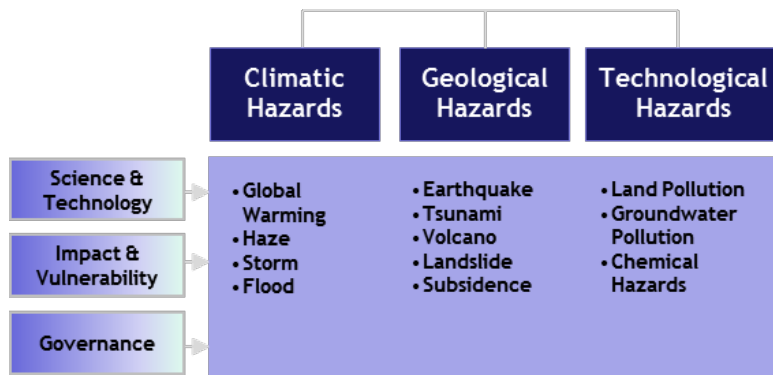 Climatic
Hazards
Geological
Hazards
Technological
Hazards
Science &
Technology
Impact &
Vulnerability
Governance
• Global
Warming
• Haze
• Storm
• Flood
• Earthquake
• Tsunami
• Volcano
• Landslide
• Subsidence
• Land Pollution
• Groundwater
Pollution
• Chemical
Hazards